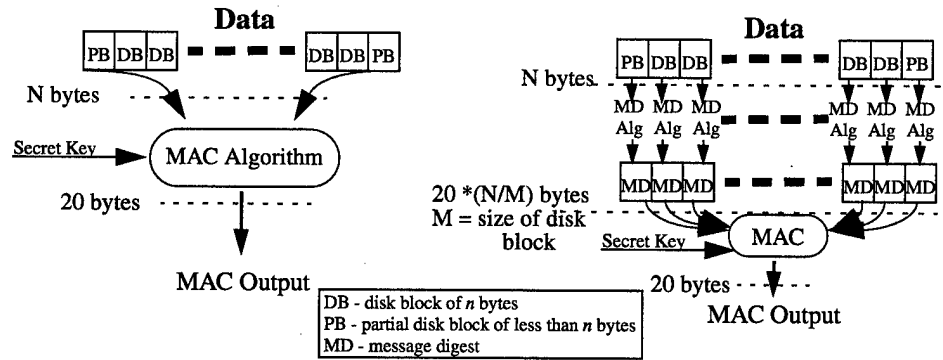 Data
PB DB DB DB DB PB
N bytes
Secret Key
MAC Algorithm
20 bytes
MAC Output
Data
PB DB DB DB DB PB
N bytes
MD MD MD MD MD MD
Alg Alg Alg Alg Alg Alg
MD MD MD MD MD MD
20 *(N/M) bytes
M = size of disk
block
Secret Key
MAC
20 bytes
MAC Output
DB - disk block of n bytes
PB - partial disk block of less than n bytes
MD - message digest